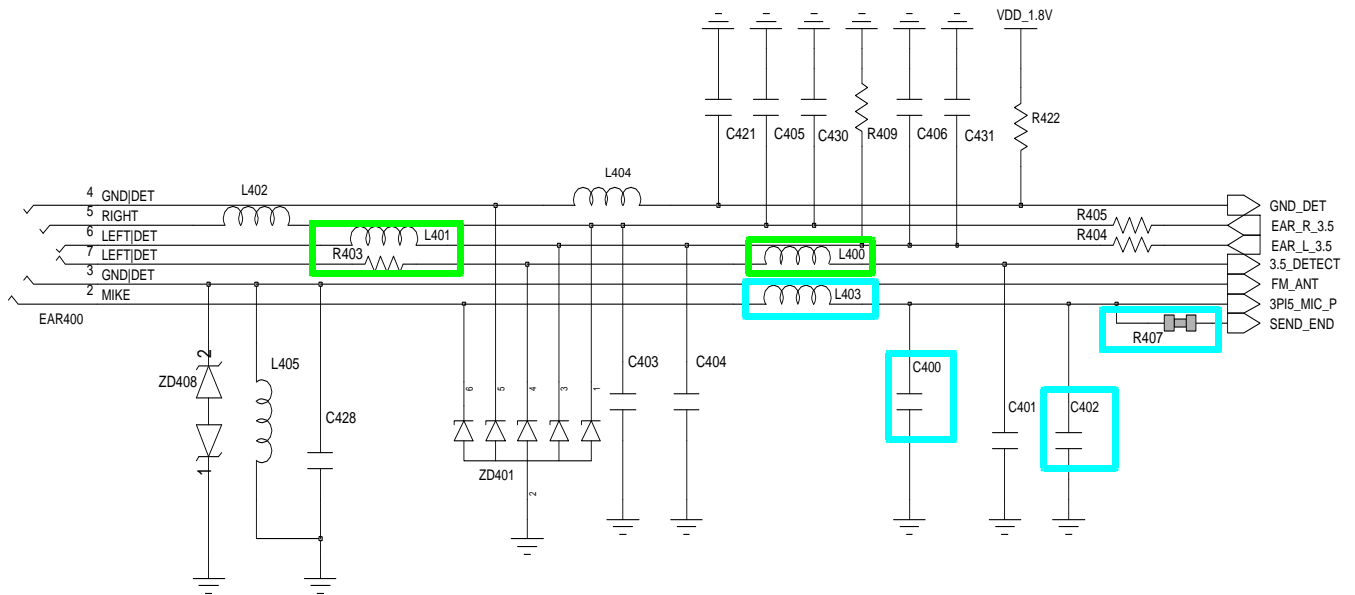 VDD_1.8V
C421
C405
C430
R409
C406
C431
R422
4 GND|DET
L402
L404
GND_DET
5 RIGHT
R405
EAR_R_3.5
6 LEFT|DET
L401
R404
EAR_L_3.5
7 LEFT|DET
R403
L400
3.5_DETECT
3 GND|DET
FM_ANT
2 MIKE
L403
3PI5_MIC_P
EAR400
SEND_END
R407
2
ZD408
1
L405
C428
6
5
4
3
1
ZD401
2
C403
C404
C400
C401
C402